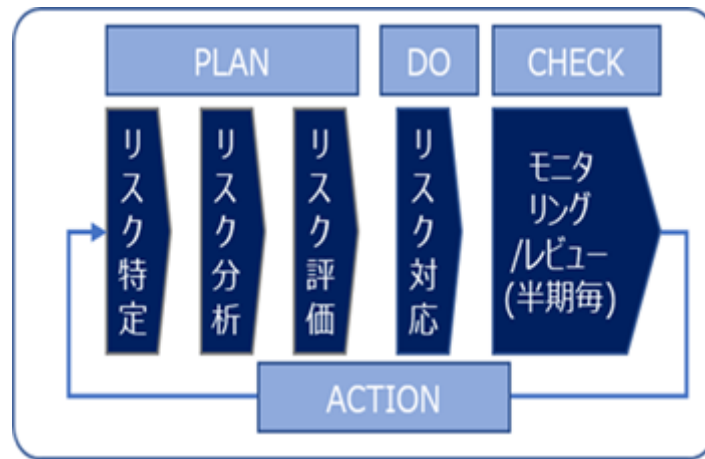 PLAN
DO
CHECK
リスク特定
リスク分析
リスク評価
リスク対応
モニタ
リング
/レビュー
(半期毎)
ACTION